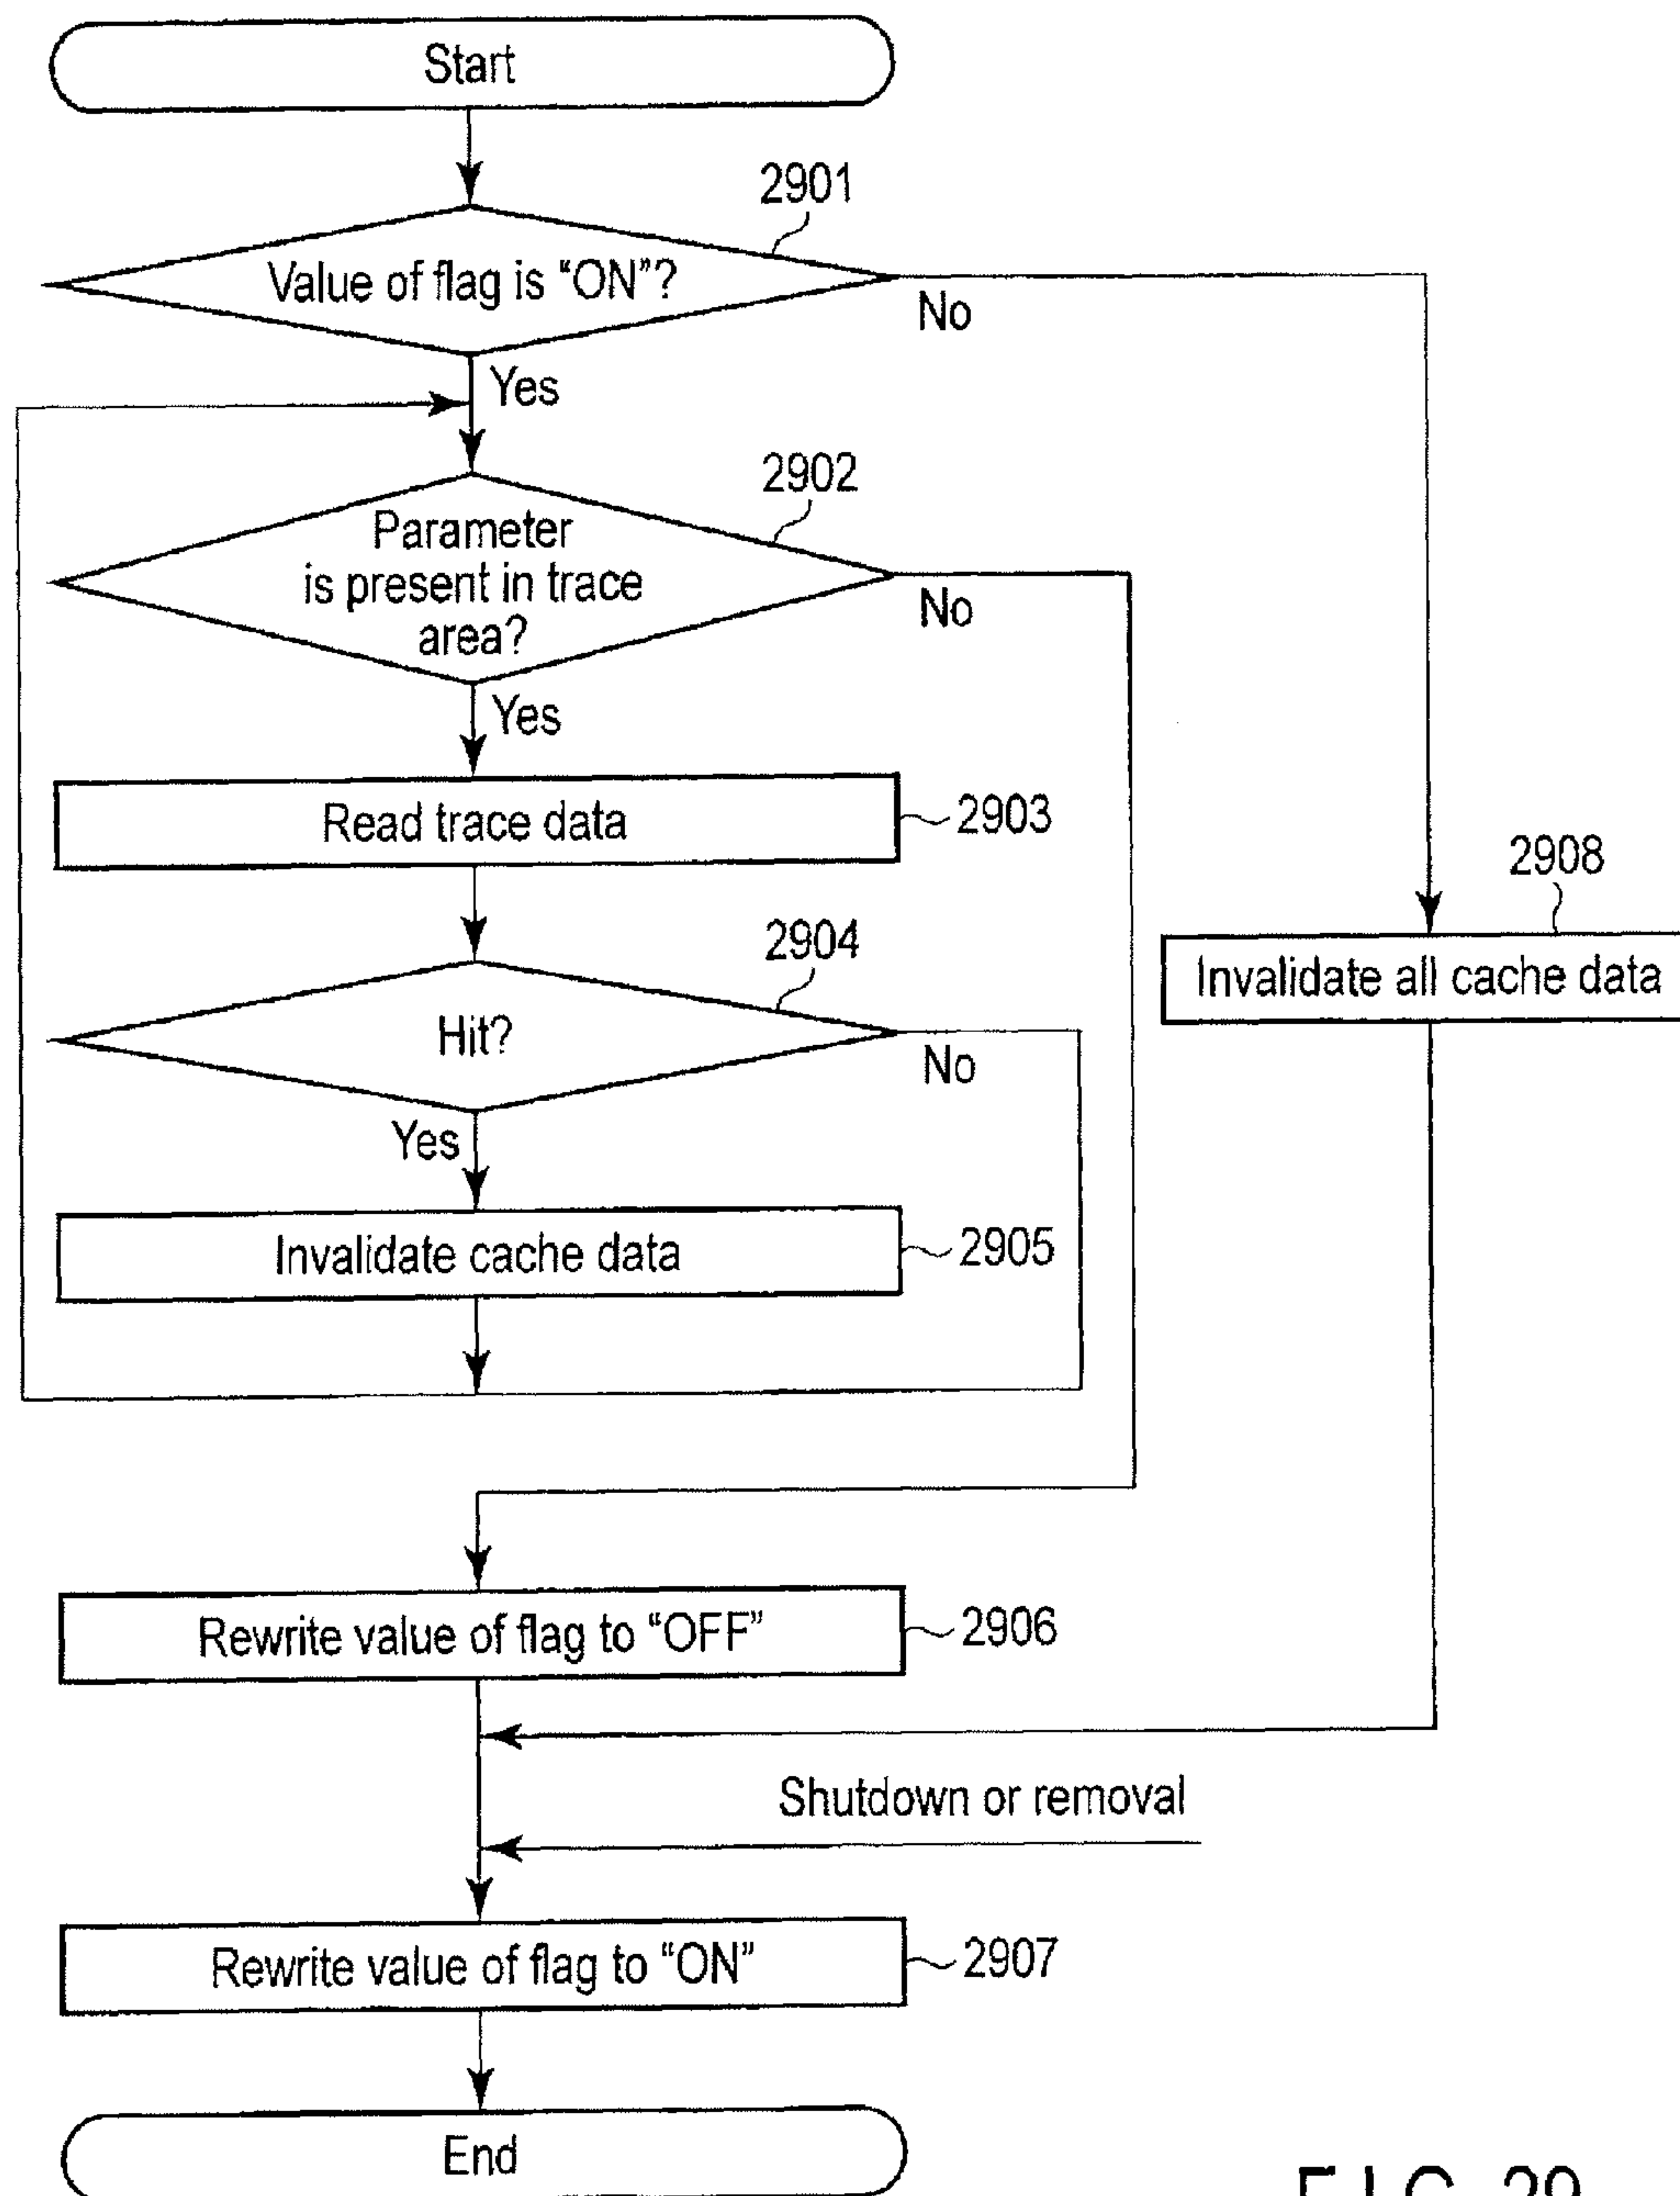 Start
2901
Value of flag is “ON”?
No
Yes
2902
Parameter
is present in trace
area?
No
Yes
Read trace data
2903
2904
Hit?
No
Yes
2908
Invalidate all cache data
Invalidate cache data
2905
Rewrite value of flag to “OFF”
2906
Shutdown or removal
Rewrite value of flag to “ON”
2907
End
FIG. 29